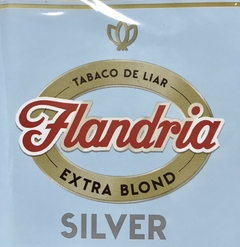 TABACO DE LIAR
Flandria
EXTRA BLOND
SILVER